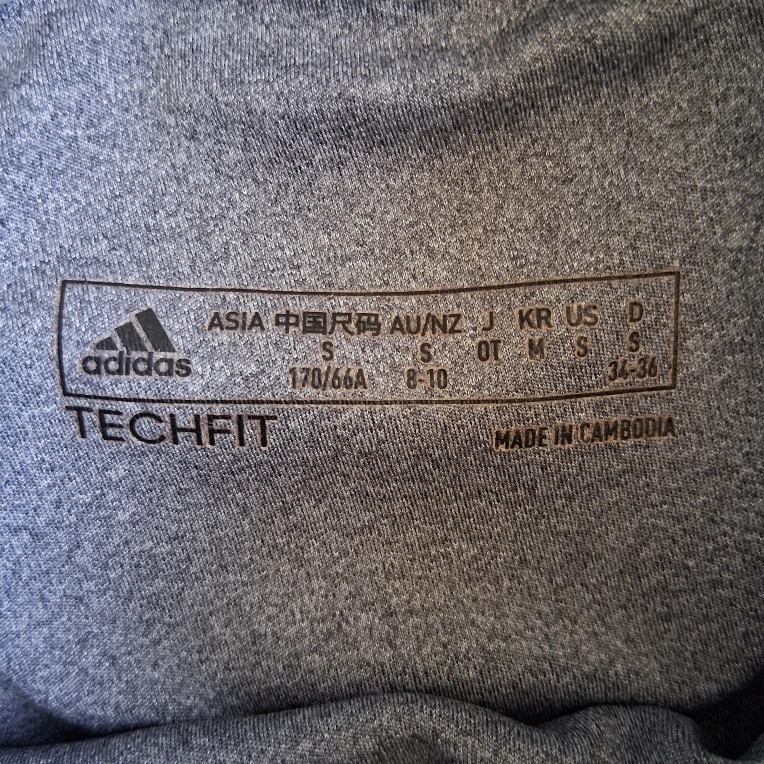 adidas
ASIA 中国尺码 AU/NZ J KR US D
S S OT M S S
170/66A 8-10 34-36
TECHFIT
MADE IN CAMBODIA